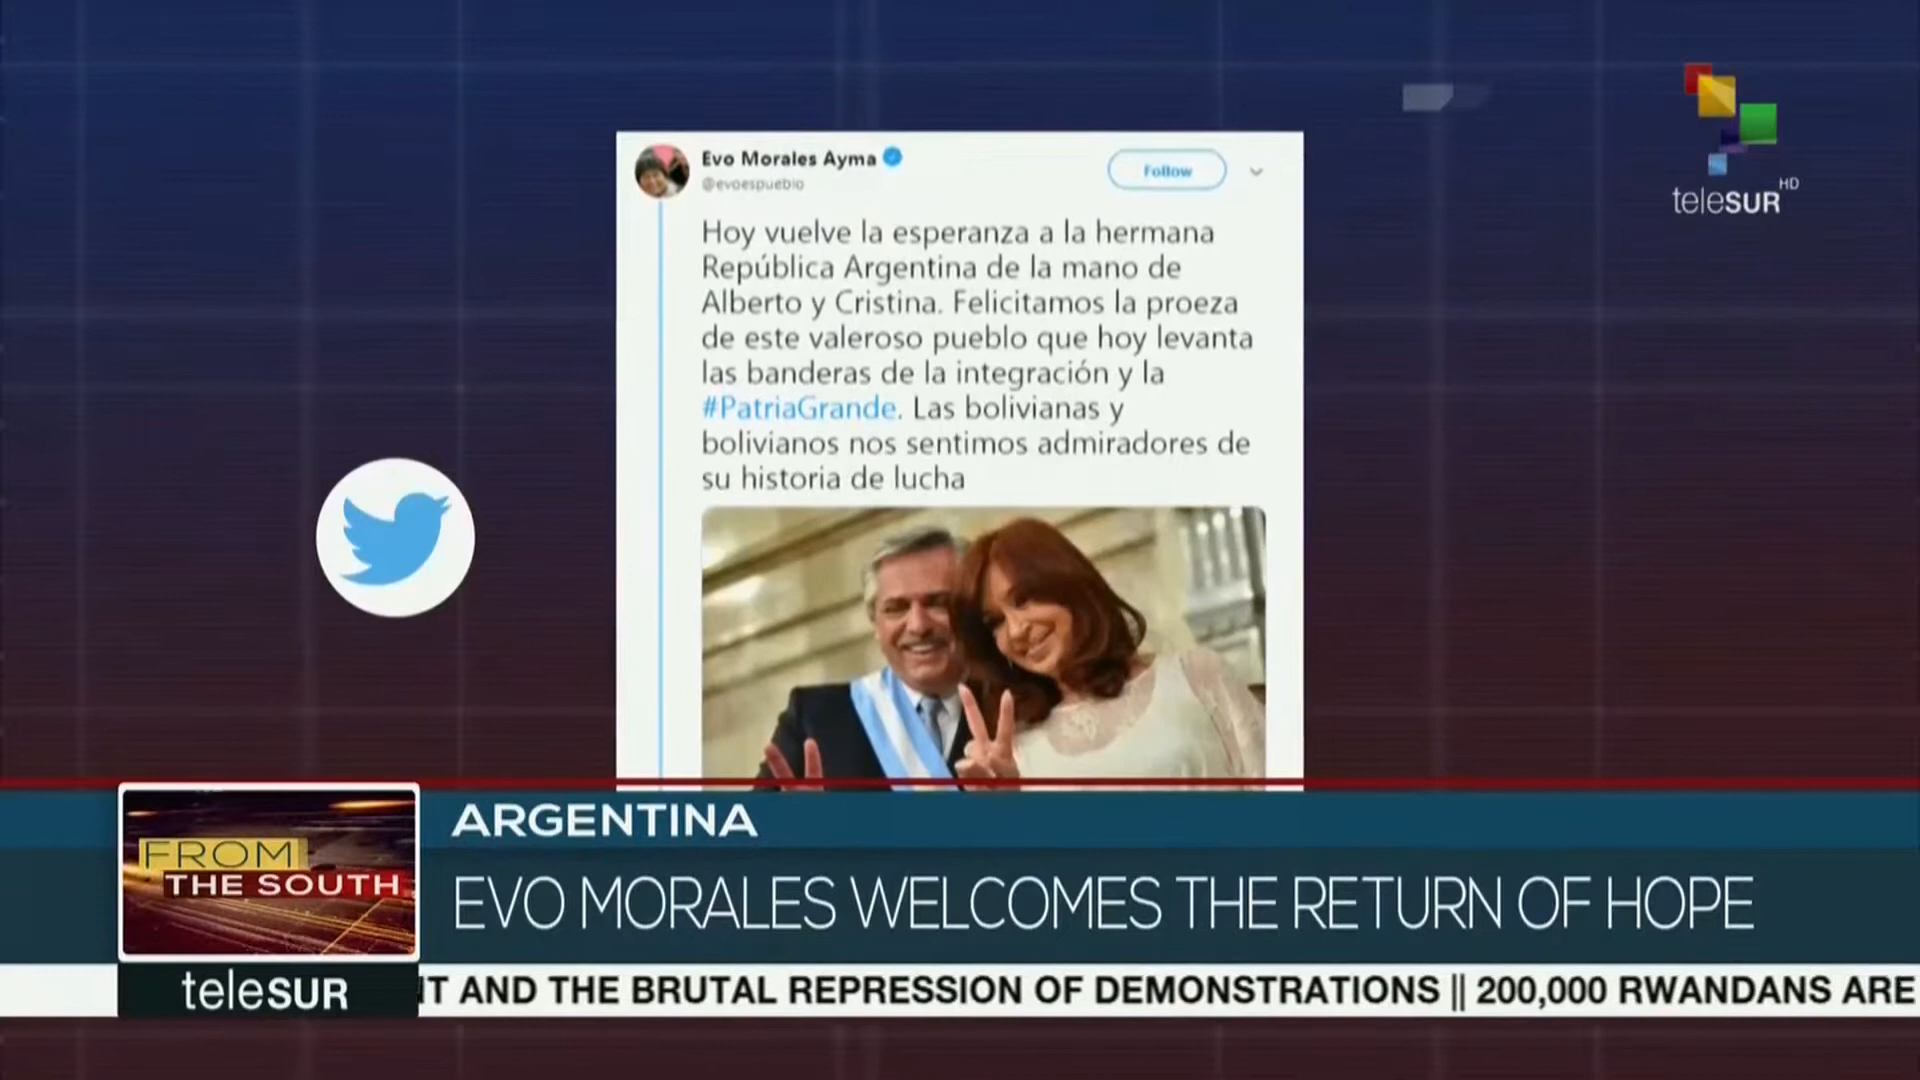 Evo Morales Ayma
@evoespueblo
Follow
Hoy vuelve la esperanza a la hermana
República Argentina de la mano de
Alberto y Cristina. Felicitamos la proeza
de este valeroso pueblo que hoy levanta
las banderas de la integración y la
#PatriaGrande. Las bolivianas y
bolivianos nos sentimos admiradores de
su historia de lucha
teleSUR HD
FROM
THE SOUTH
ARGENTINA
EVO MORALES WELCOMES THE RETURN OF HOPE
teleSUR
AND THE BRUTAL REPRESSION OF DEMONSTRATIONS || 200,000 RWANDANS ARE